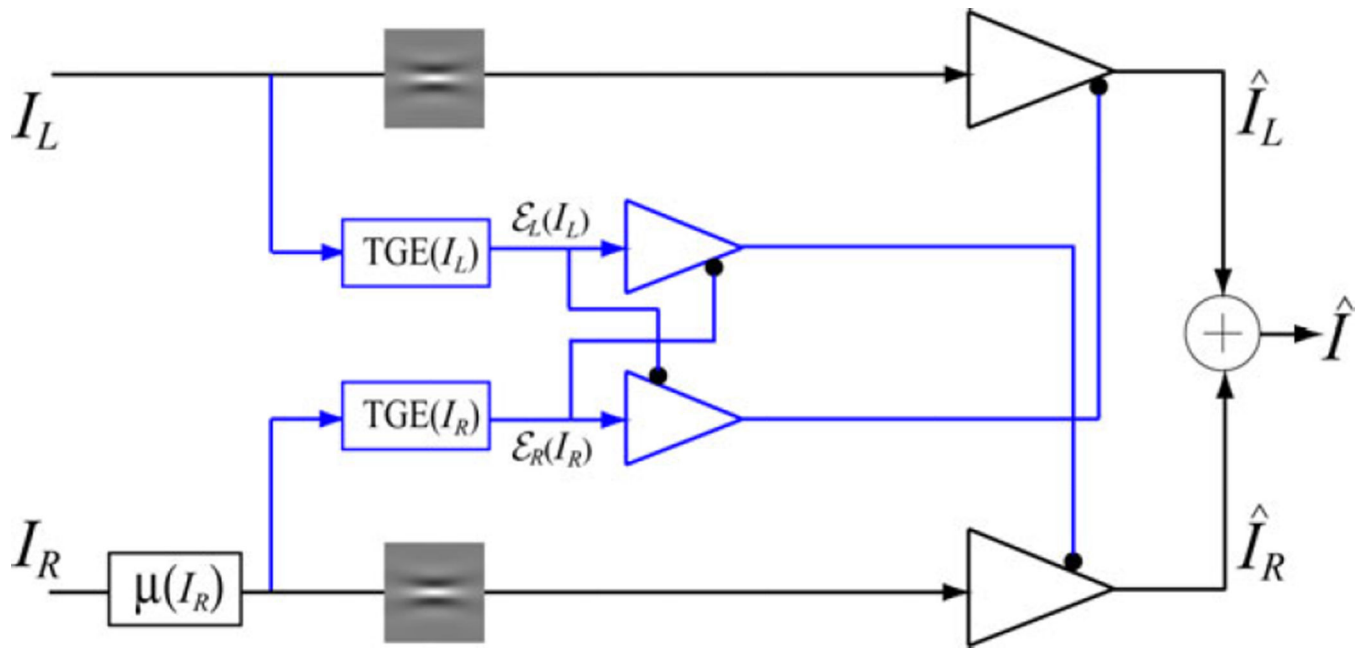 I_L
Î_L
ℰ_L(I_L)
TGE(I_L)
Î
TGE(I_R)
ℰ_R(I_R)
I_R
Î_R
μ(I_R)